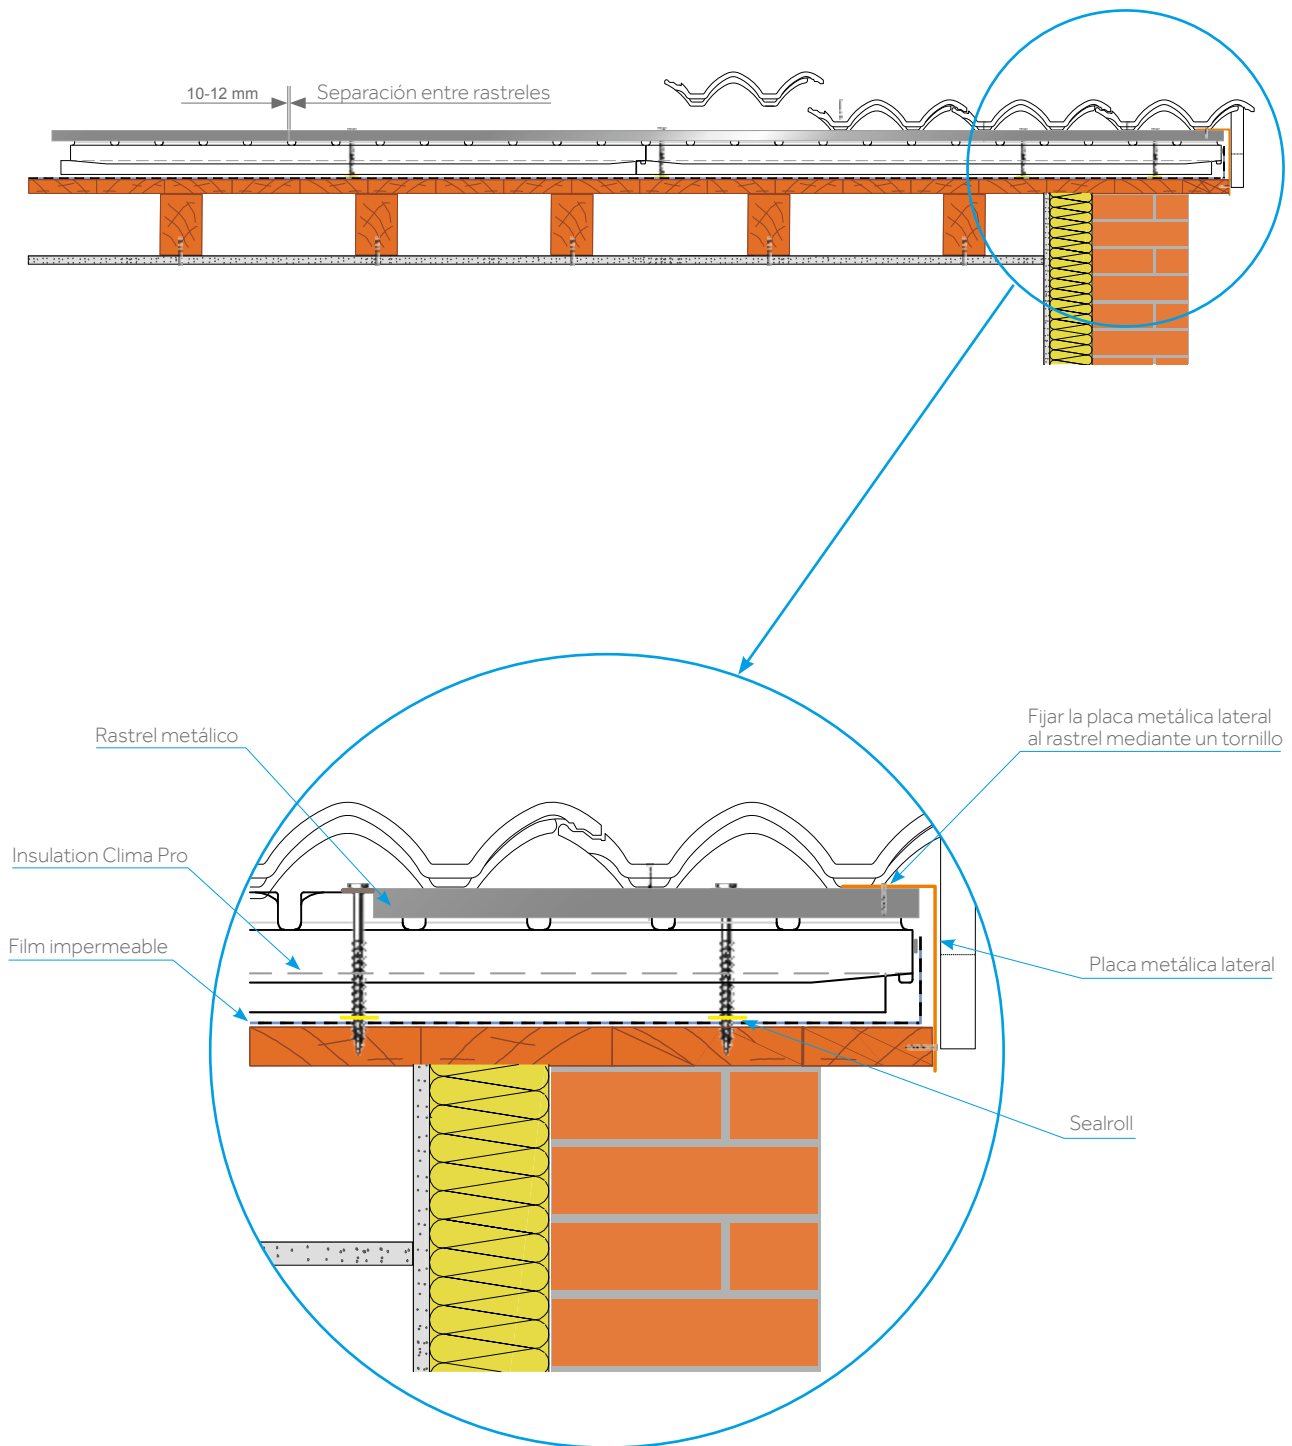 10-12 mm
Separación entre rastreles
Rastrel metálico
Fijar la placa metálica lateral
al rastrel mediante un tornillo
Insulation Clima Pro
Film impermeable
Placa metálica lateral
Sealroll